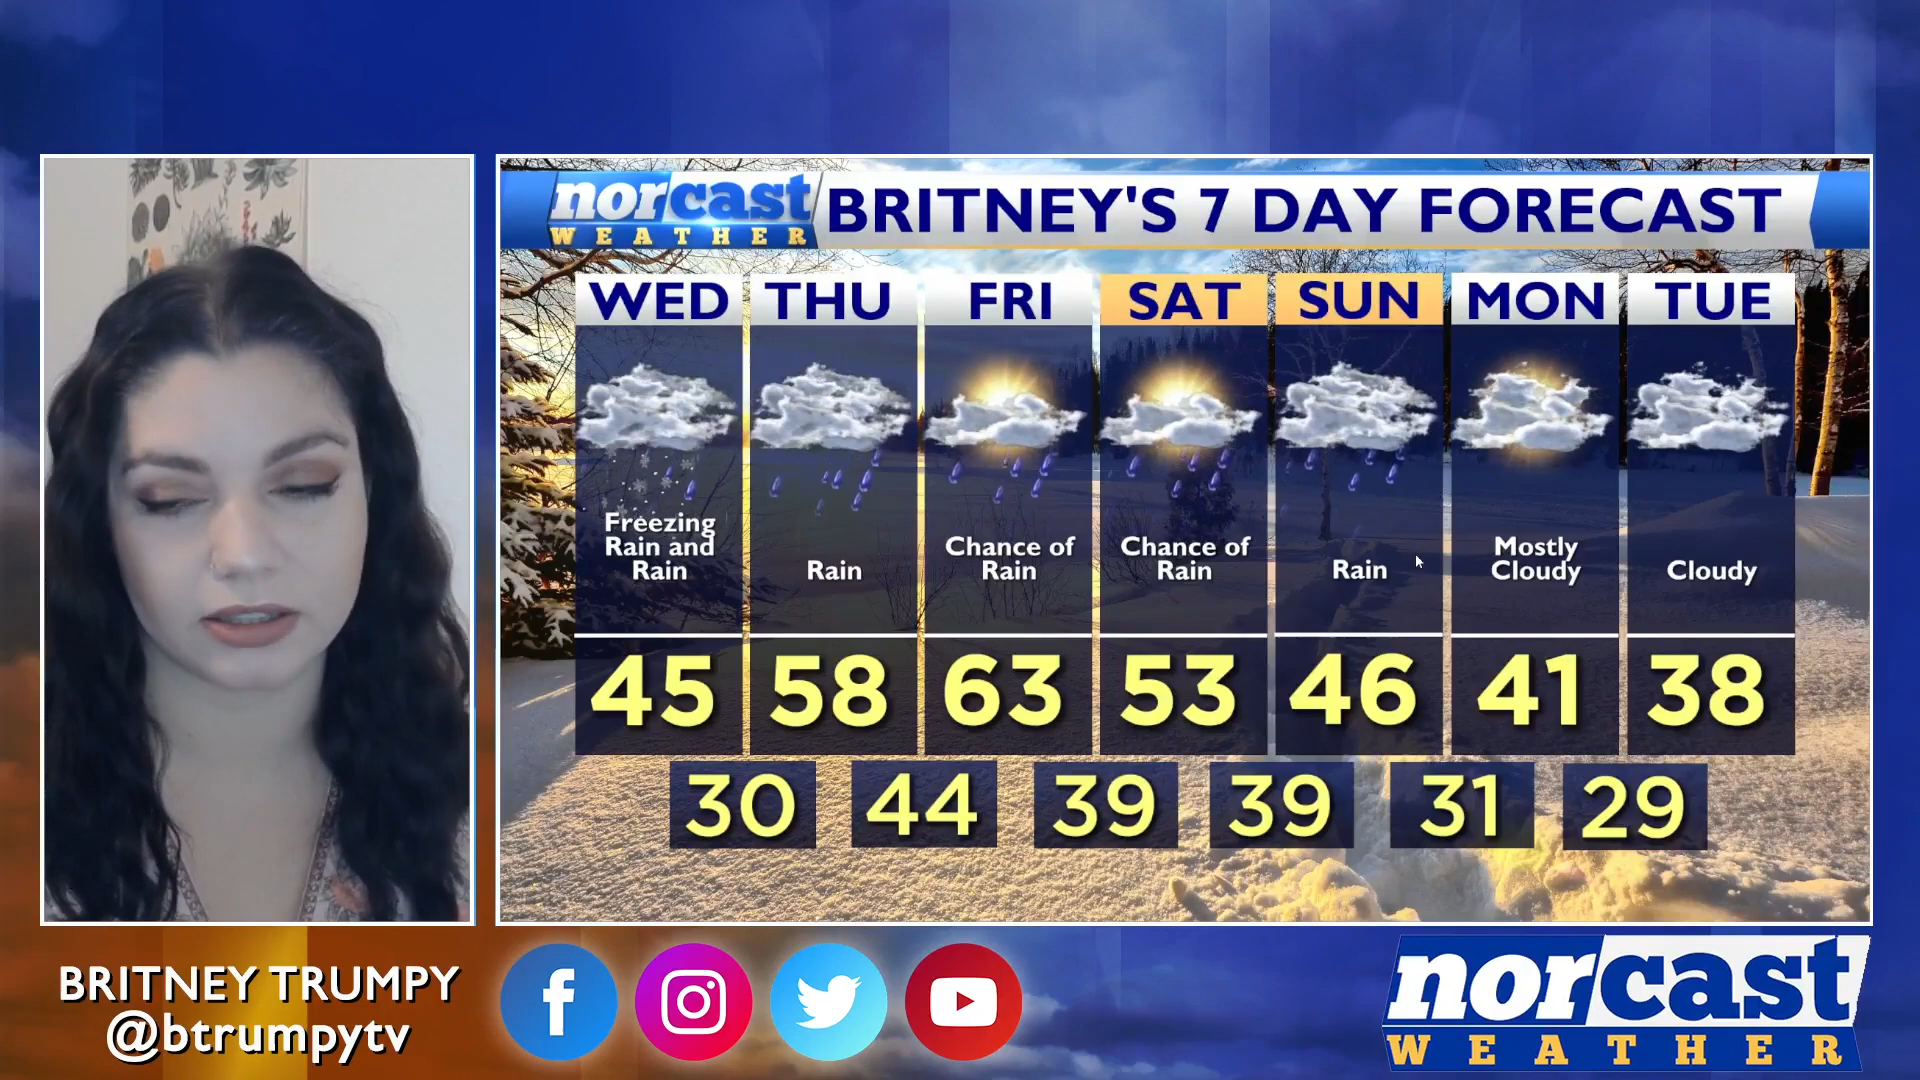 norcast
WEATHER
BRITNEY'S 7 DAY FORECAST
WED THU FRI SAT SUN MON TUE
Freezing
Rain and
Rain
Rain
Chance of
Rain
Chance of
Rain
Rain
Mostly
Cloudy
Cloudy
45 58 63 53 46 41 38
30 44 39 39 31 29
BRITNEY TRUMPY
@btrumpytv
f
norcast
WEATHER